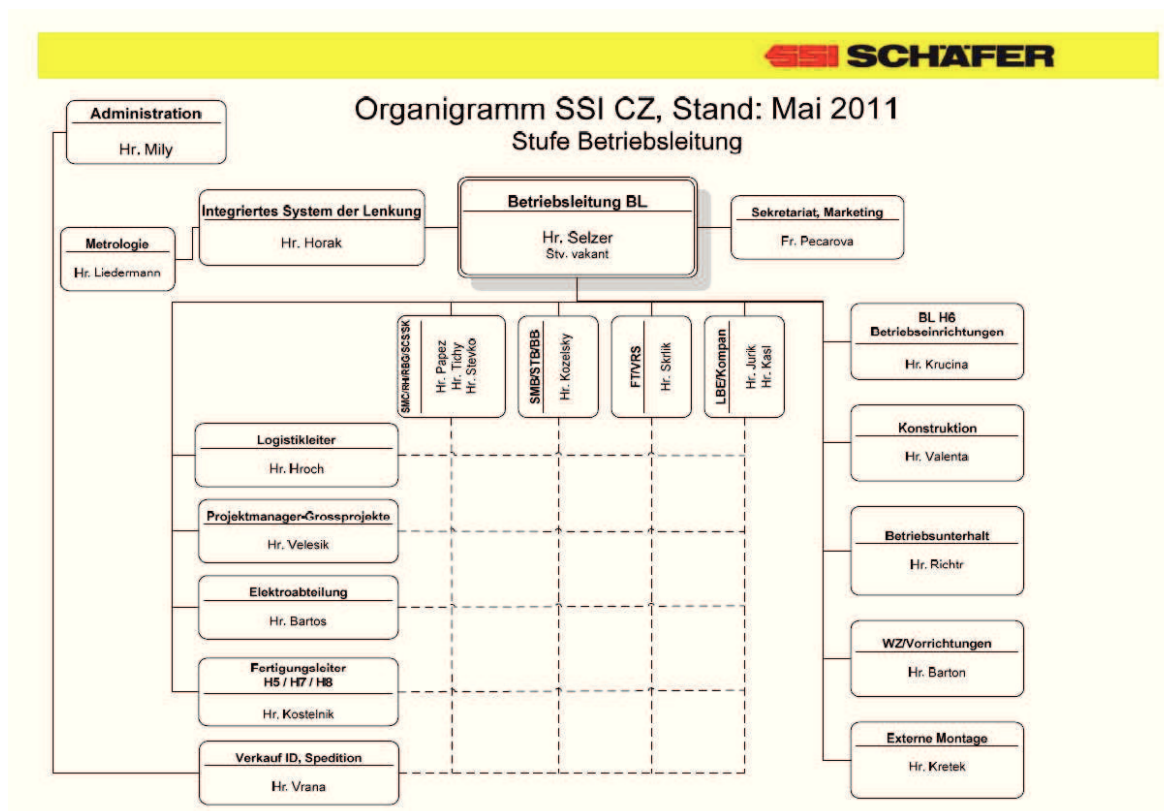 SSI SCHÄFER
Organigramm SSI CZ, Stand: Mai 2011
Stufe Betriebsleitung
Administration
Hr. Mily
Integriertes System der Lenkung
Hr. Horak
Betriebsleitung BL
Hr. Selzer
Stv. vakant
Sekretariat, Marketing
Fr. Pecarova
Metrologie
Hr. Liedermann
SMC/RH/RBG/SCS/SK
Hr. Papez
Hr. Tichy
Hr. Stevko
SMB/STB/BB
Hr. Kozelsky
FT/VRS
Hr. Skrlik
LBE/Kompan
Hr. Jurik
Hr. Kasl
BL H6
Betriebseinrichtungen
Hr. Krucina
Logistikleiter
Hr. Hroch
Konstruktion
Hr. Valenta
Projektmanager-Grossprojekte
Hr. Velesik
Betriebsunterhalt
Hr. Richtr
Elektroabteilung
Hr. Bartos
WZ/Vorrichtungen
Hr. Barton
Fertigungsleiter
H5 / H7 / H8
Hr. Kostelnik
Externe Montage
Hr. Kretek
Verkauf ID, Spedition
Hr. Vrana